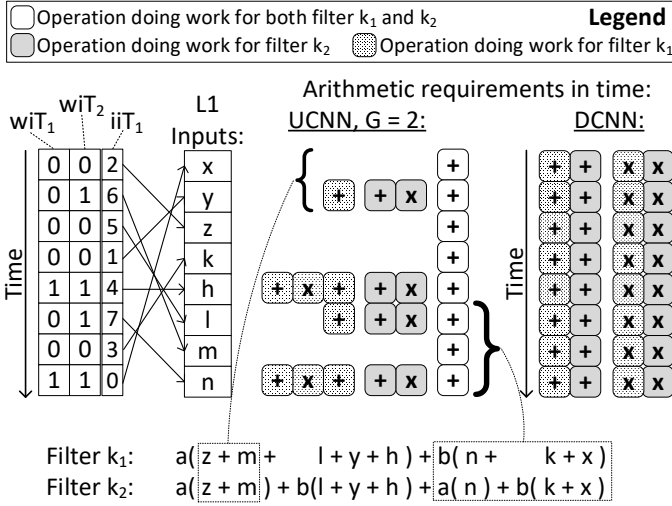 Operation doing work for both filter k₁ and k₂ Legend
Operation doing work for filter k₂ Operation doing work for filter k₁
Arithmetic requirements in time:
wiT₁ wiT₂ iiT₁ L1 Inputs: UCNN, G = 2: DCNN:
Time
0 0 2 x + + + x x
0 1 6 y + + x + + + x x
0 0 5 z + + + x x
0 0 1 k + + + x x
1 1 4 h + x + + x + + + x x
0 1 7 l + + x + + + x x
0 0 3 m + + + x x
1 1 0 n + x + + x + + + x x
Time
Filter k₁: a( z + m + l + y + h ) + b( n + k + x )
Filter k₂: a( z + m ) + b(l + y + h) + a( n ) + b( k + x )